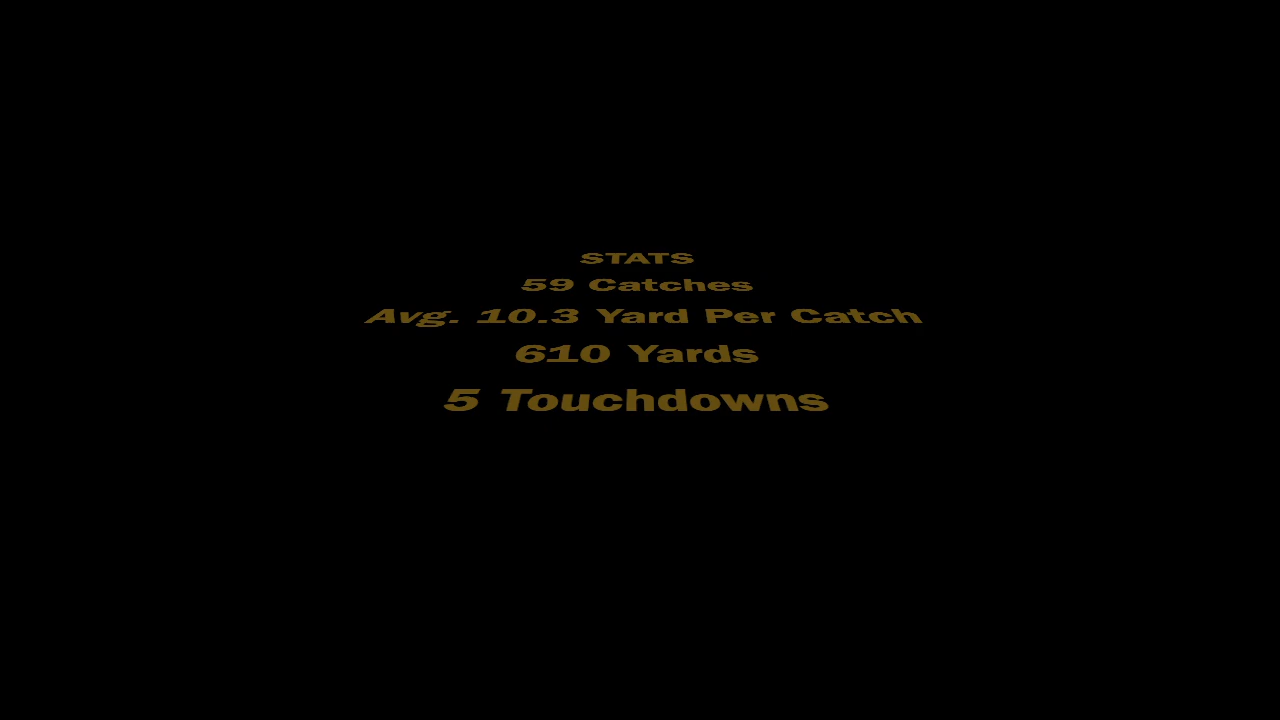 STATS
59 Catches
Avg. 10.3 Yard Per Catch
610 Yards
5 Touchdowns